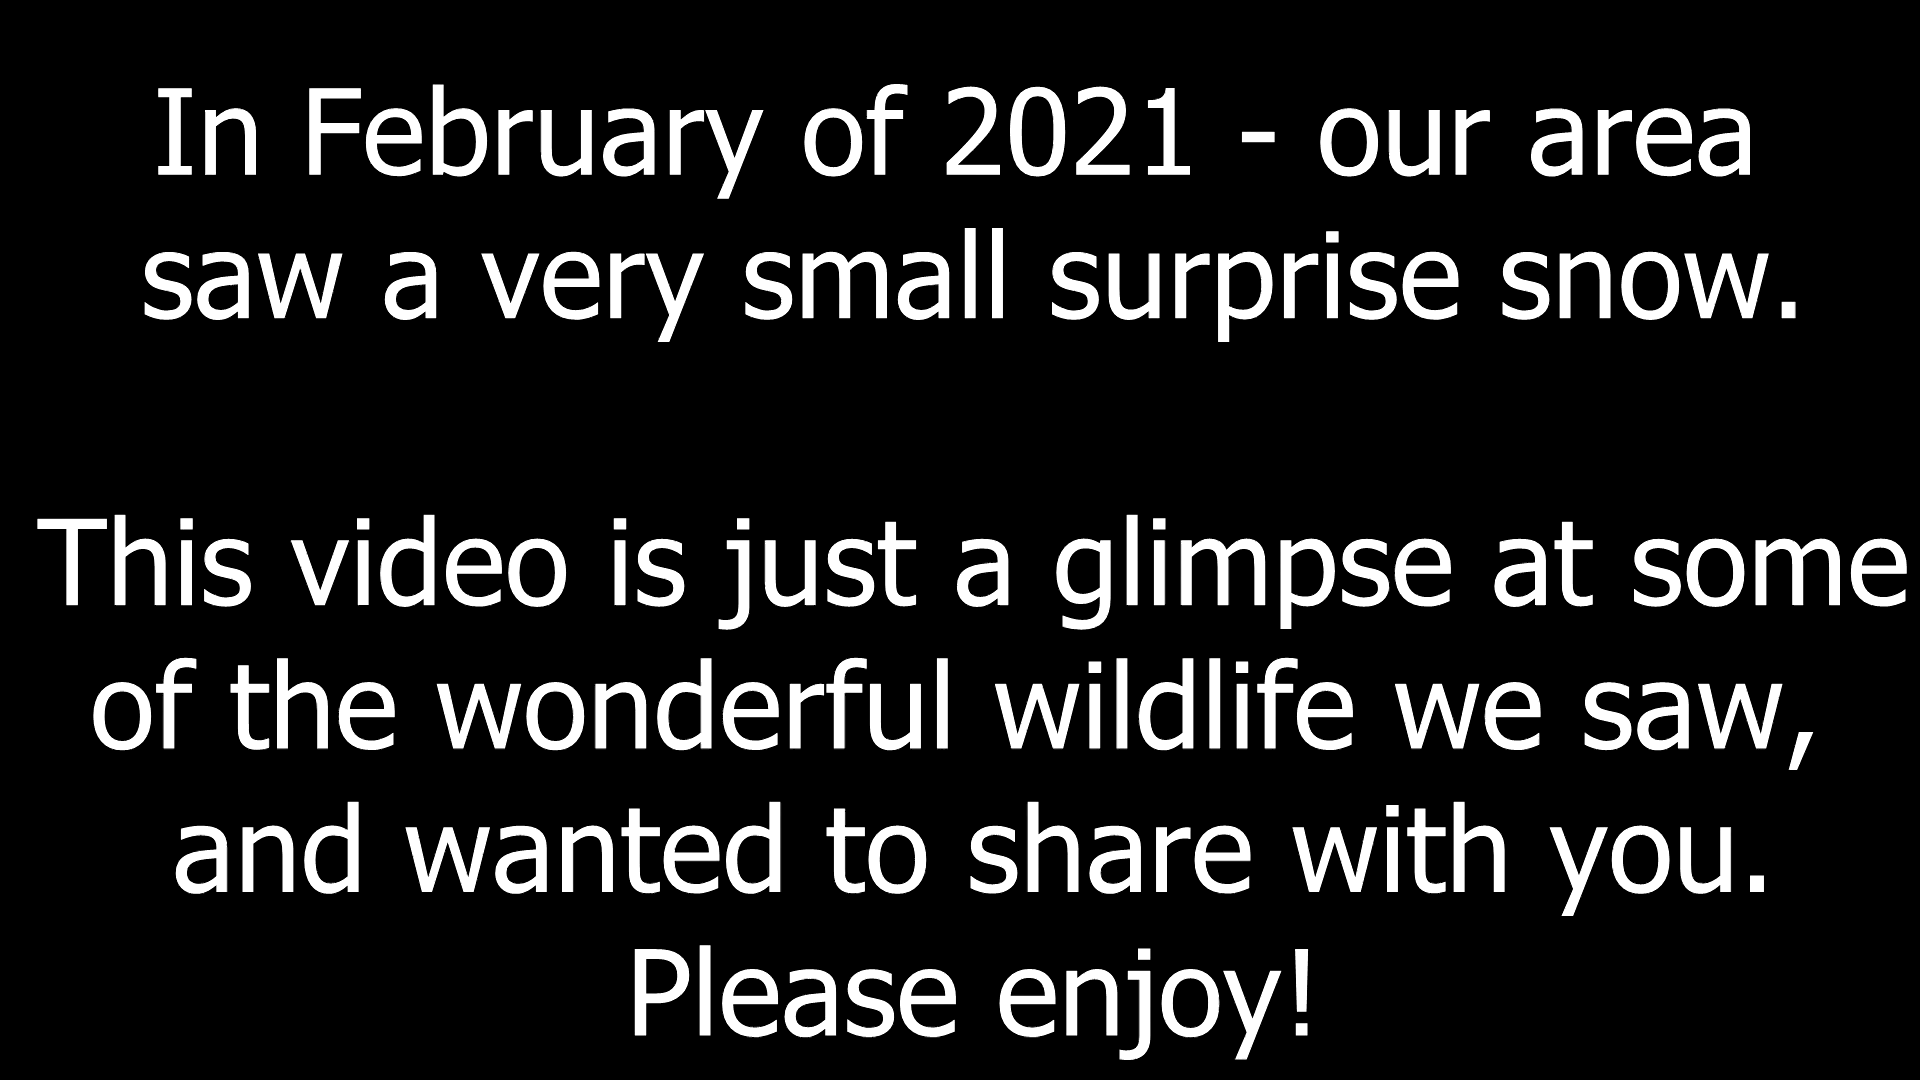 In February of 2021 - our area
saw a very small surprise snow.
This video is just a glimpse at some
of the wonderful wildlife we saw,
and wanted to share with you.
Please enjoy!